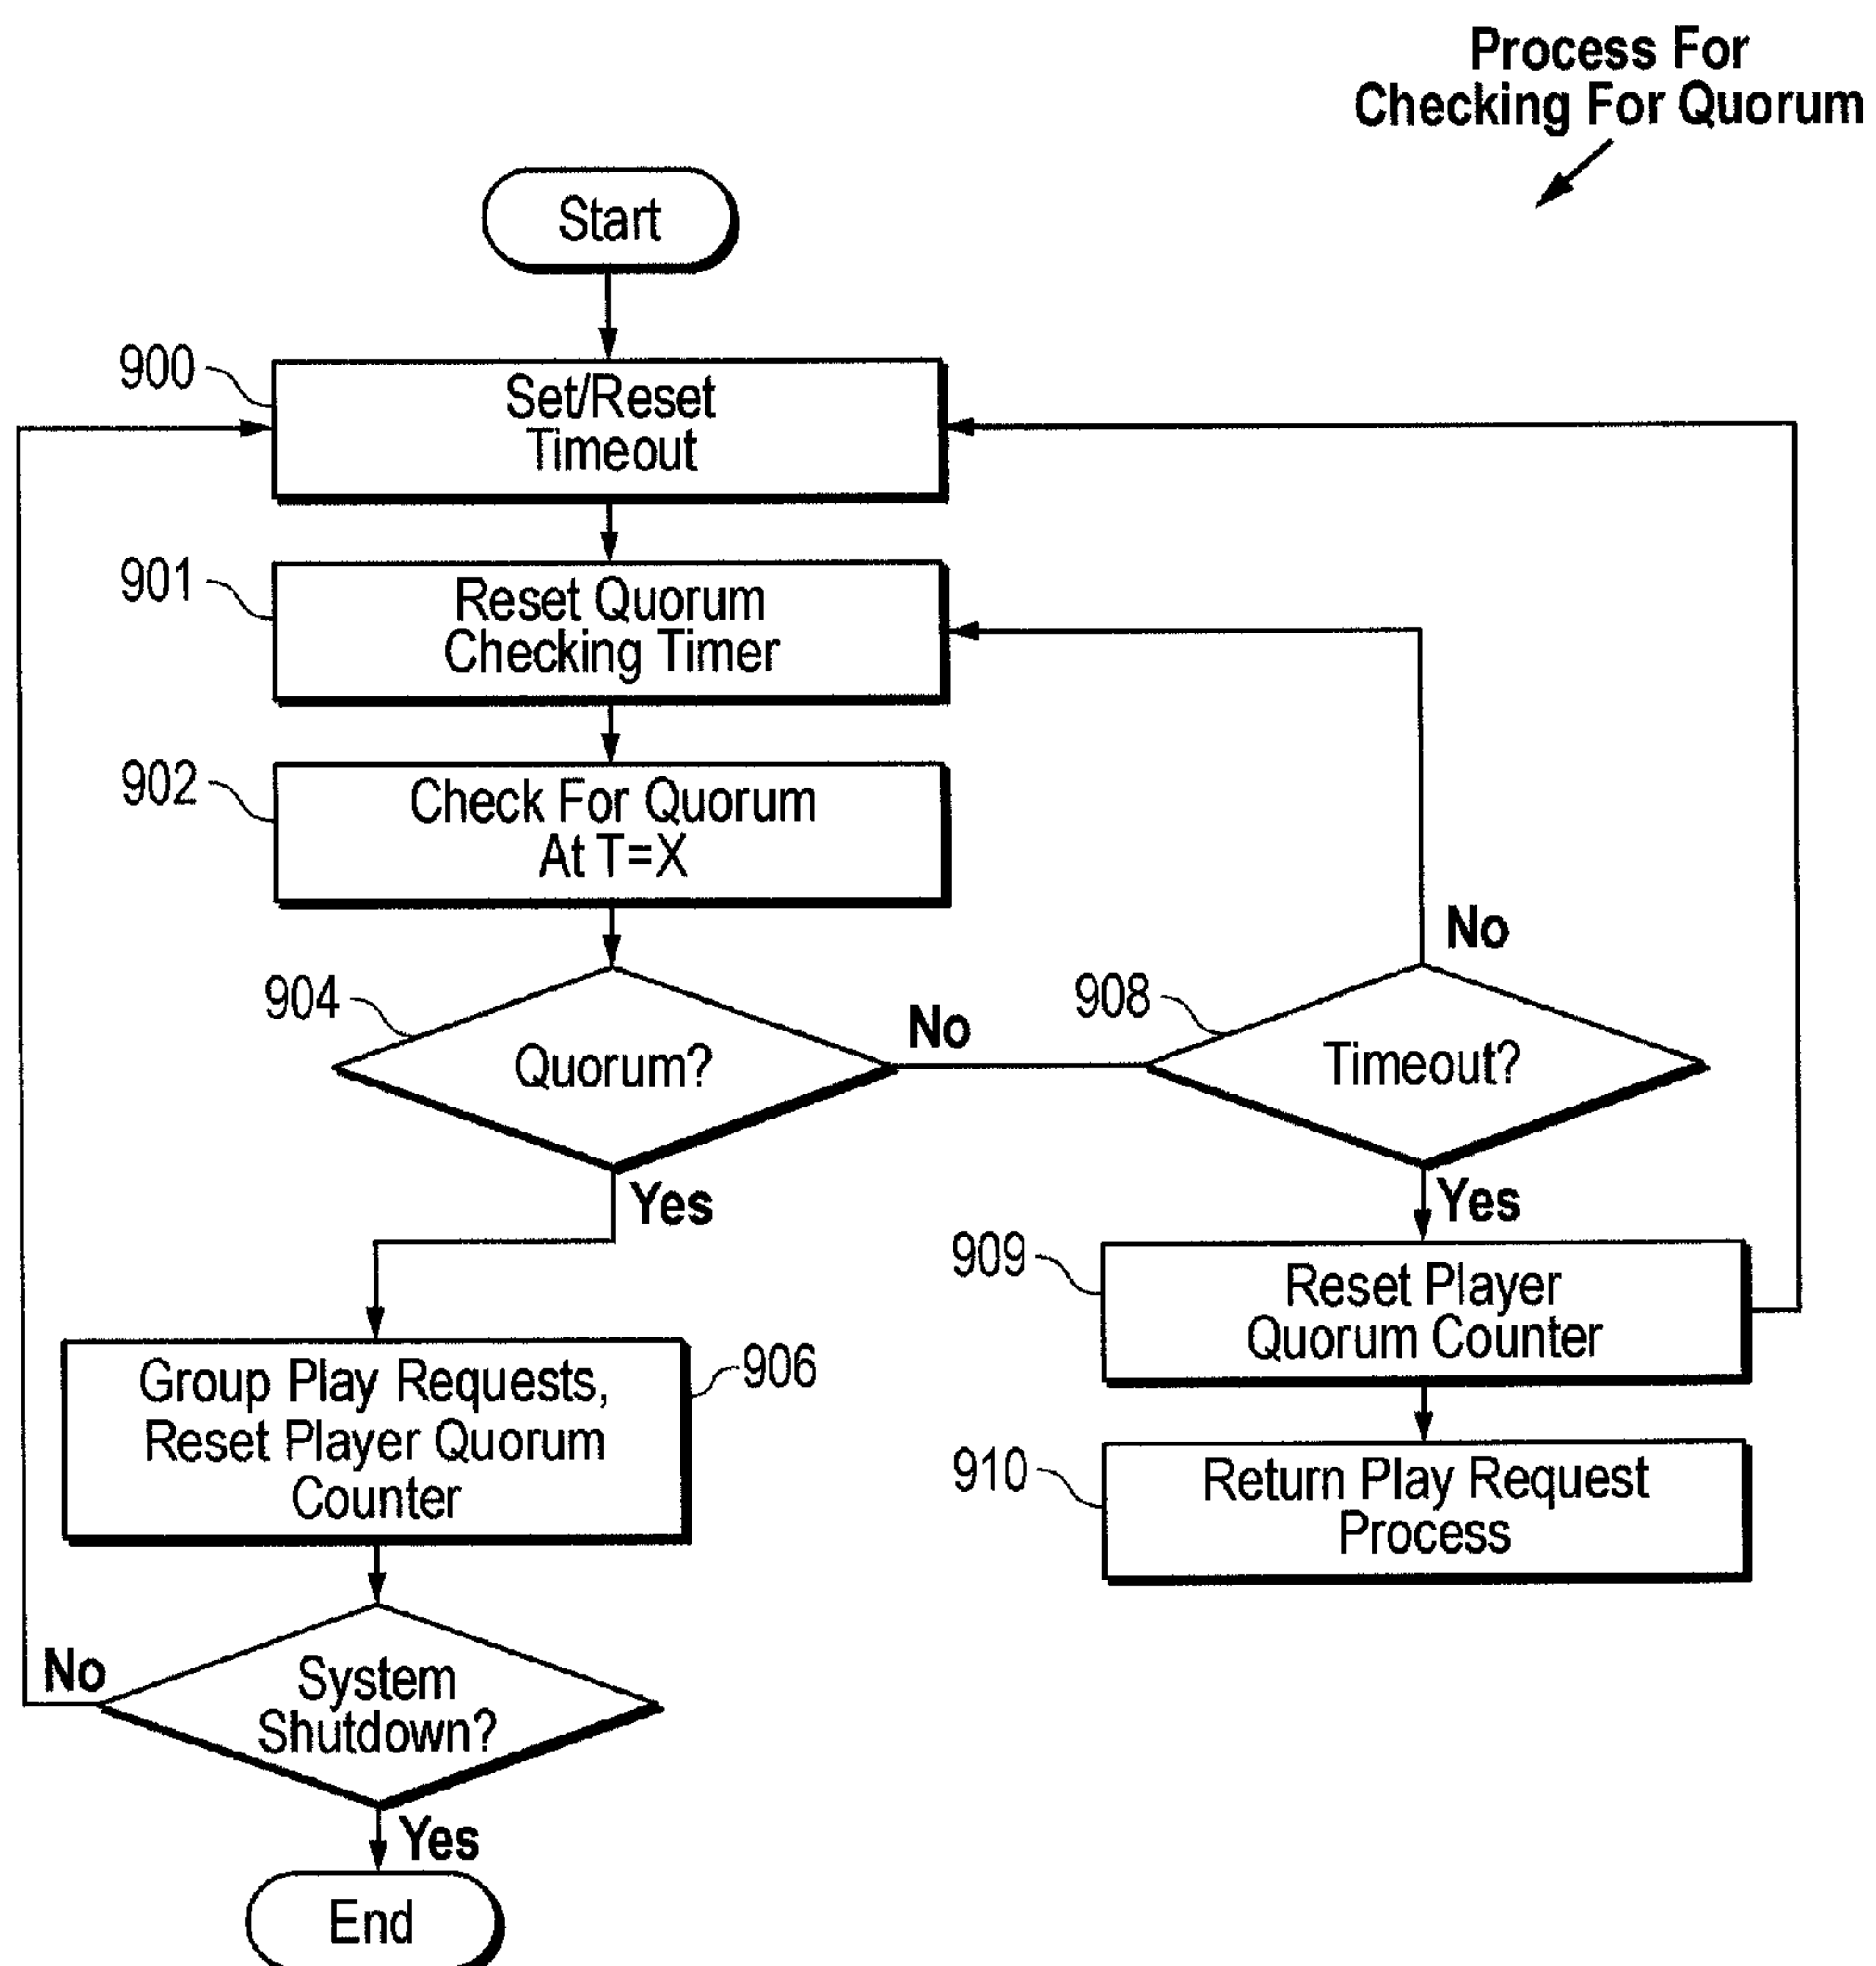 Process For
Checking For Quorum
Start
900
Set/Reset
Timeout
901
Reset Quorum
Checking Timer
902
Check For Quorum
At T=X
904
Quorum?
No
908
Timeout?
No
Yes
Yes
909
Reset Player
Quorum Counter
Group Play Requests,
Reset Player Quorum
Counter
906
910
Return Play Request
Process
No
System
Shutdown?
Yes
End